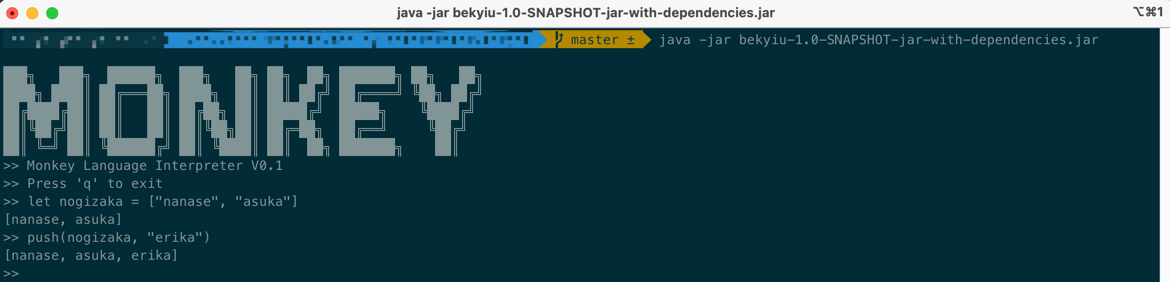 java -jar bekyiu-1.0-SNAPSHOT-jar-with-dependencies.jar
⌥⌘1
master ± java -jar bekyiu-1.0-SNAPSHOT-jar-with-dependencies.jar
MONKEY
>> Monkey Language Interpreter V0.1
>> Press 'q' to exit
>> let nogizaka = ["nanase", "asuka"]
[nanase, asuka]
>> push(nogizaka, "erika")
[nanase, asuka, erika]
>>